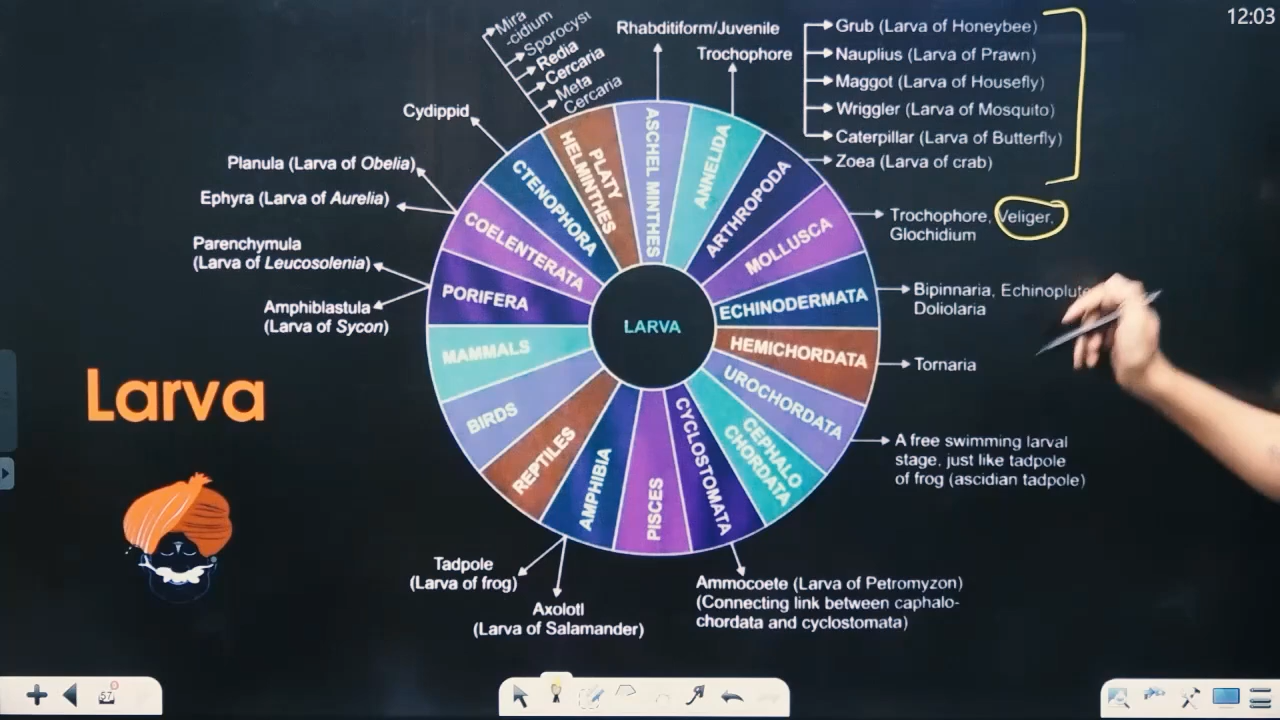 12:03
Mira
-cidium
Sporocyst
Redia
Cercaria
Meta
Cercaria
Rhabditiform/Juvenile
Trochophore
Grub (Larva of Honeybee)
Nauplius (Larva of Prawn)
Maggot (Larva of Housefly)
Wriggler (Larva of Mosquito)
Caterpillar (Larva of Butterfly)
Zoea (Larva of crab)
Cydippid
Planula (Larva of Obelia)
Ephyra (Larva of Aurelia)
Parenchymula
(Larva of Leucosolenia)
Amphiblastula
(Larva of Sycon)
Trochophore, Veliger,
Glochidium
Bipinnaria, Echinoplute
Doliolaria
Tornaria
A free swimming larval
stage, just like tadpole
of frog (ascidian tadpole)
LARVA
PORIFERA
COELENTERATA
CTENOPHORA
PLATY
HELMINTHES
ASCHEL MINTHES
ANNELIDA
ARTHROPODA
MOLLUSCA
ECHINODERMATA
HEMICHORDATA
UROCHORDATA
CEPHALO
CHORDATA
CYCLOSTOMATA
PISCES
AMPHIBIA
REPTILES
BIRDS
MAMMALS
Larva
Tadpole
(Larva of frog)
Axolotl
(Larva of Salamander)
Ammocoete (Larva of Petromyzon)
(Connecting link between caphalo-
chordata and cyclostomata)
57